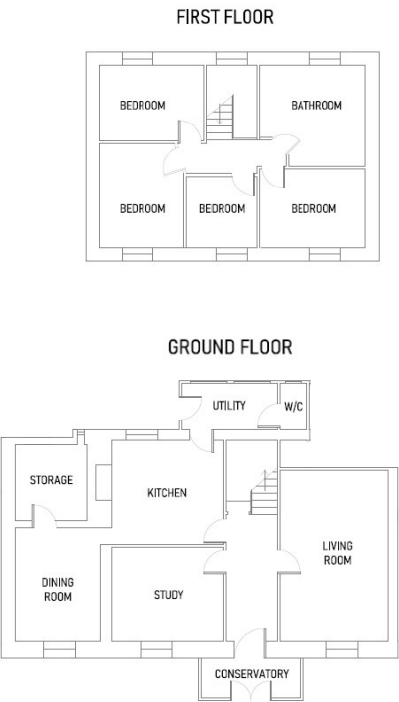 FIRST FLOOR
BEDROOM
BATHROOM
BEDROOM
BEDROOM
BEDROOM
GROUND FLOOR
UTILITY
W/C
STORAGE
KITCHEN
LIVING
ROOM
DINING
ROOM
STUDY
CONSERVATORY